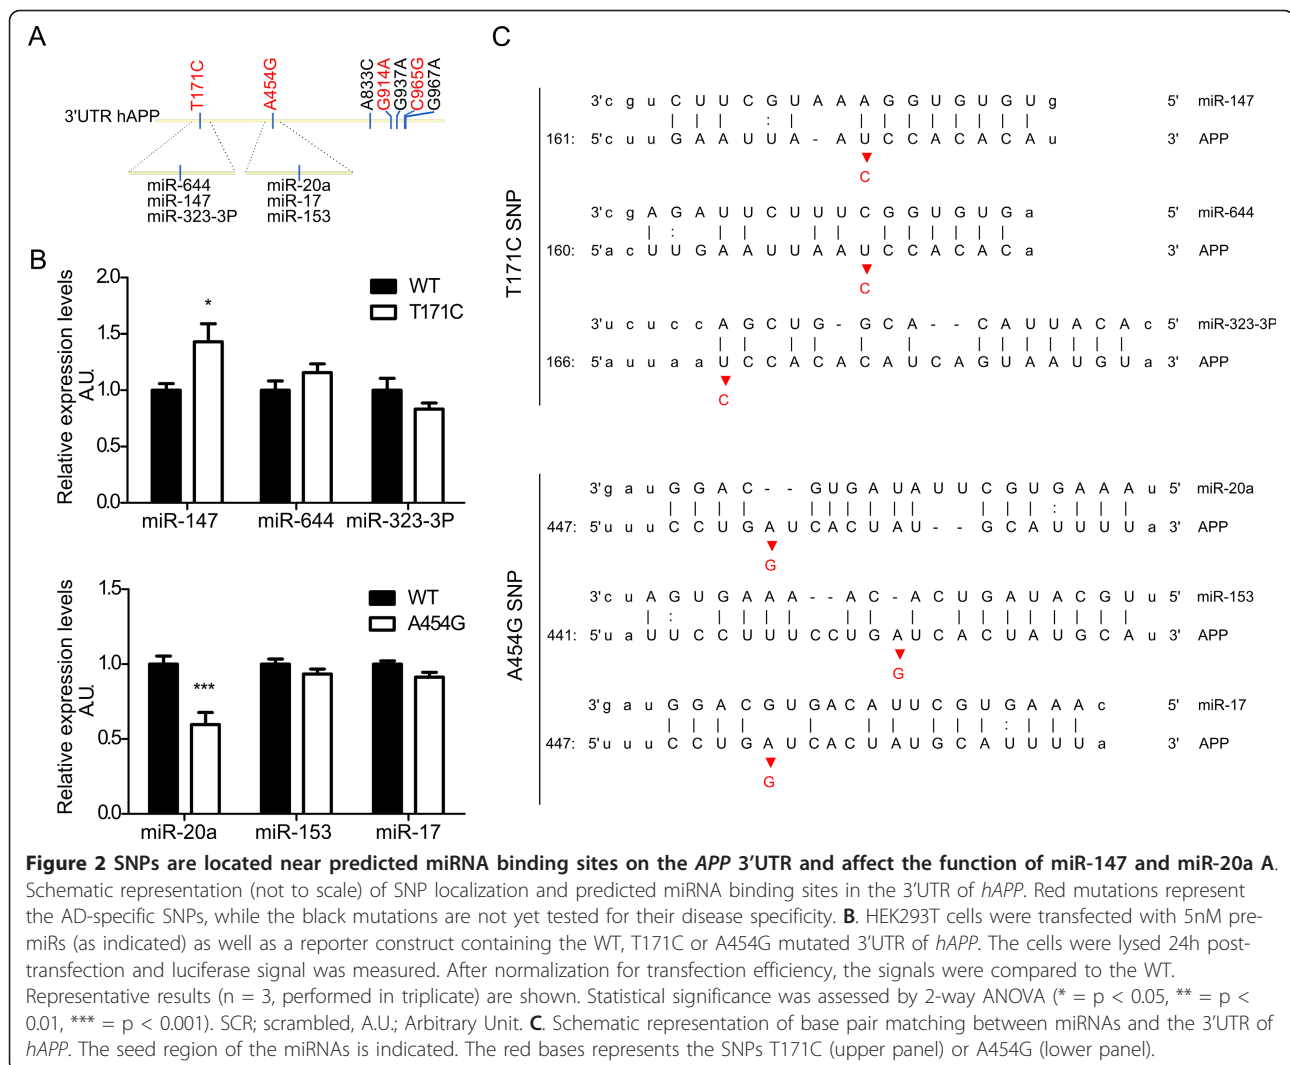 A
T171C
A454G
A833C
G914A
G937A
C965G
G967A
3'UTR hAPP
miR-644
miR-147
miR-323-3P
miR-20a
miR-17
miR-153
B
Relative expression levels
A.U.
2.0
1.5
1.0
0.5
0.0
*
WT
T171C
miR-147 miR-644 miR-323-3P
Relative expression levels
A.U.
1.5
1.0
0.5
0.0
***
WT
A454G
miR-20a miR-153 miR-17
C
T171C SNP
3' c g u C U U C G U A A A G G U G U G U g 5' miR-147
| | | : | | | | | | | | |
161: 5' c u u G A A U U A - A U C C A C A C A u 3' APP
C
3' c g A G A U U C U U U C G G U G U G a 5' miR-644
| : | | | | | | | | | |
160: 5' a c U U G A A U U A A U C C A C A C a 3' APP
C
3' u c u c c A G C U G - G C A - - C A U U A C A c 5' miR-323-3P
166: 5' a u u a a U C C A C A C A U C A G U A A U G U a 3' APP
C
A454G SNP
3' g a u G G A C - - G U G A U A U U C G U G A A A u 5' miR-20a
447: 5' u u u C C U G A U C A C U A U - - G C A U U U U a 3' APP
G
3' c u A G U G A A A - - A C - A C U G A U A C G U u 5' miR-153
441: 5' u a U U C C U U U C C U G A U C A C U A U G C A u 3' APP
G
3' g a u G G A C G U G A C A U U C G U G A A A c 5' miR-17
447: 5' u u u C C U G A U C A C U A U G C A U U U U a 3' APP
G
Figure 2 SNPs are located near predicted miRNA binding sites on the APP 3'UTR and affect the function of miR-147 and miR-20a A.
Schematic representation (not to scale) of SNP localization and predicted miRNA binding sites in the 3'UTR of hAPP. Red mutations represent
the AD-specific SNPs, while the black mutations are not yet tested for their disease specificity. B. HEK293T cells were transfected with 5nM pre-
miRs (as indicated) as well as a reporter construct containing the WT, T171C or A454G mutated 3'UTR of hAPP. The cells were lysed 24h post-
transfection and luciferase signal was measured. After normalization for transfection efficiency, the signals were compared to the WT.
Representative results (n = 3, performed in triplicate) are shown. Statistical significance was assessed by 2-way ANOVA (* = p < 0.05, ** = p <
0.01, *** = p < 0.001). SCR; scrambled, A.U.; Arbitrary Unit. C. Schematic representation of base pair matching between miRNAs and the 3'UTR of
hAPP. The seed region of the miRNAs is indicated. The red bases represents the SNPs T171C (upper panel) or A454G (lower panel).